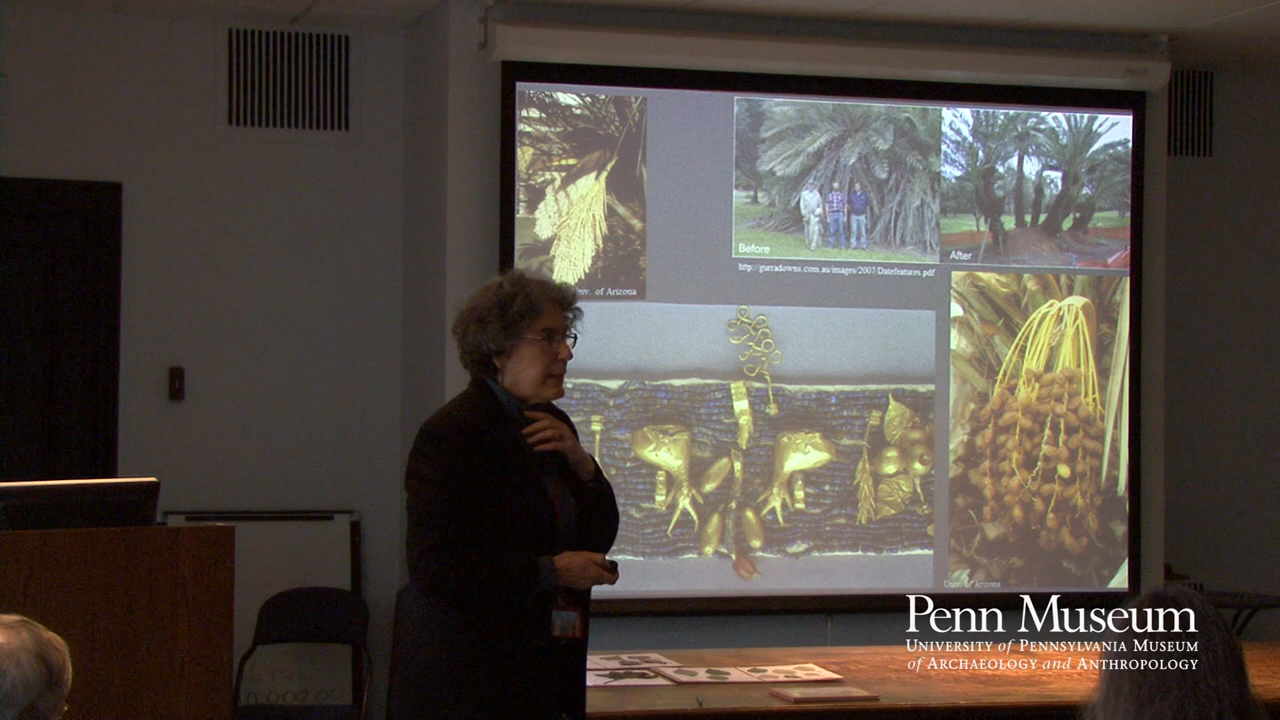 Before
After
http://gurradowns.com.au/images/2007/Datefeatures.pdf
Univ. of Arizona
Univ. of Arizona
Penn Museum
University of Pennsylvania Museum
of Archaeology and Anthropology